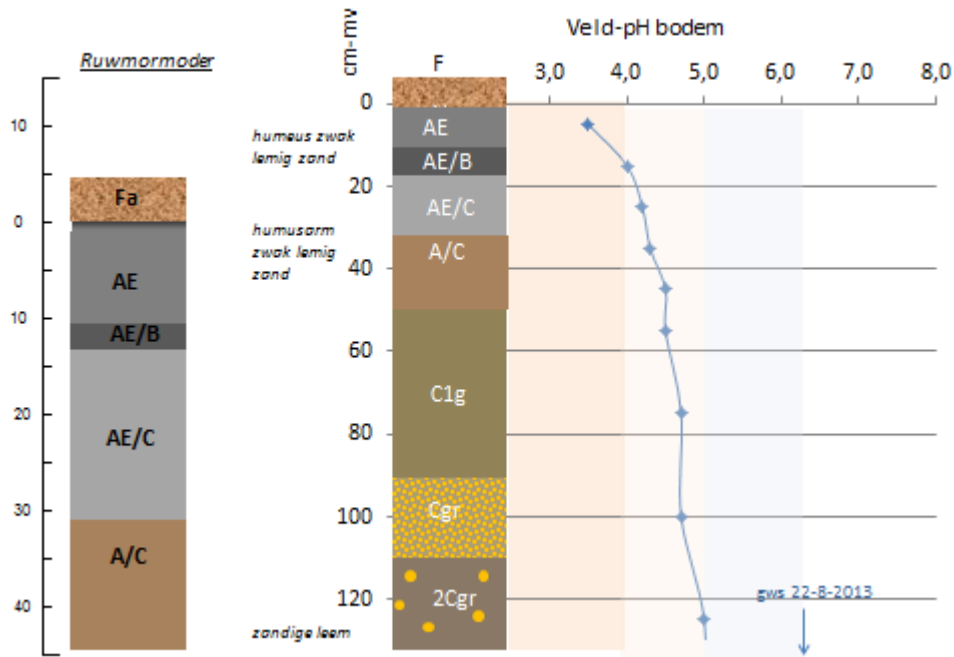 Ruwmormoder
10
Fa
0
AE
10
AE/B
20
AE/C
30
A/C
40
humeus zwak
lemig zand
humusarm
zwak lemig
zand
zandige leem
cm-mv
F
Veld-pH bodem
3,0 4,0 5,0 6,0 7,0 8,0
0
AE
AE/B
20
AE/C
A/C
40
60
C1g
80
Cgr
100
120
2Cgr
gws 22-8-2013